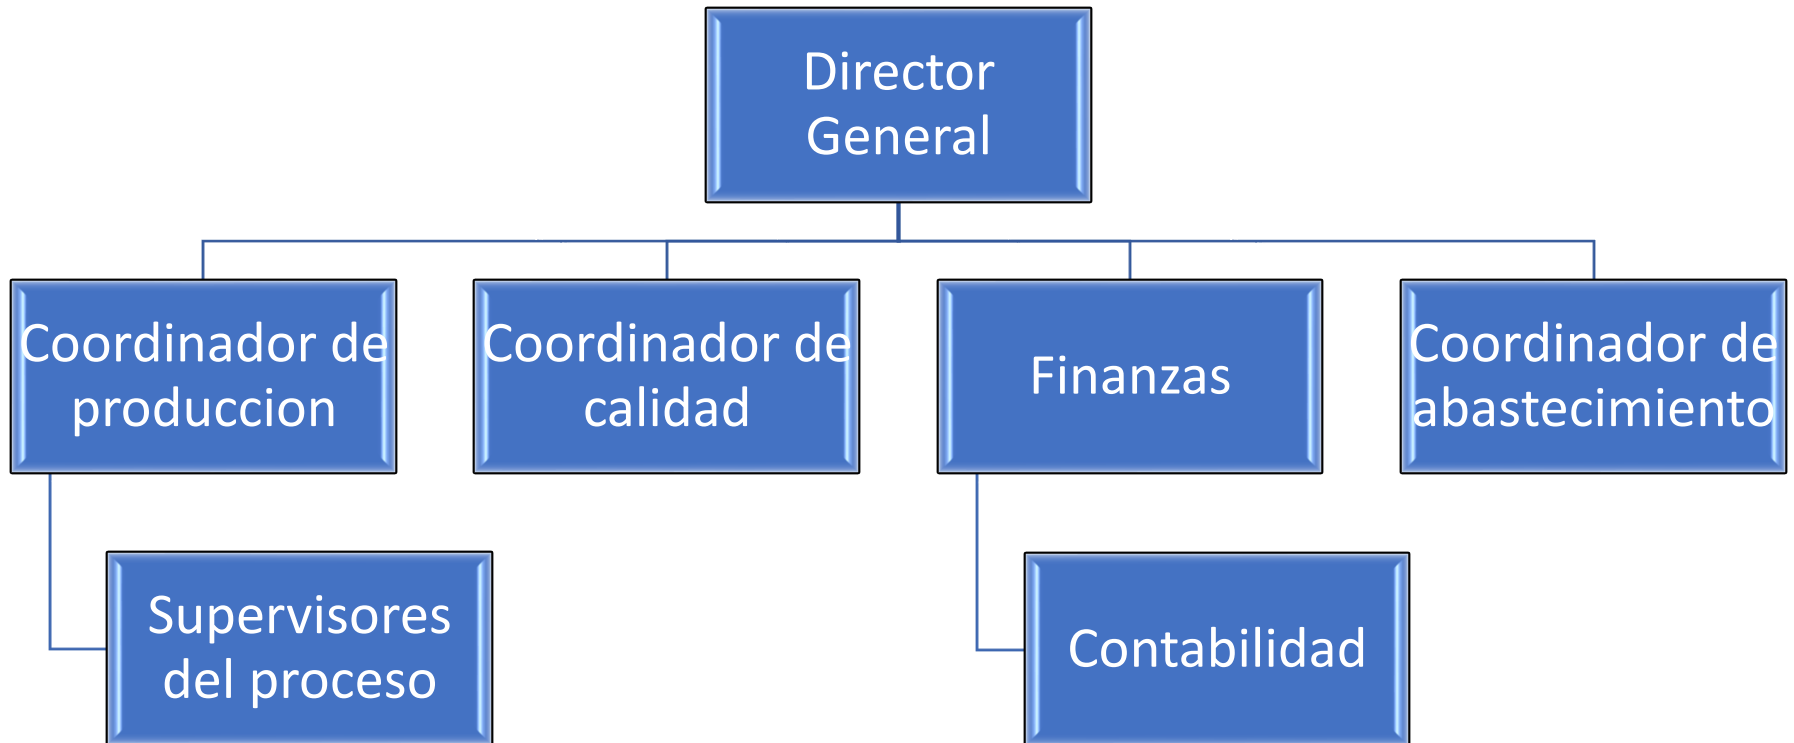 Director
General
Coordinador de
produccion
Coordinador de
calidad
Finanzas
Coordinador de
abastecimiento
Supervisores
del proceso
Contabilidad